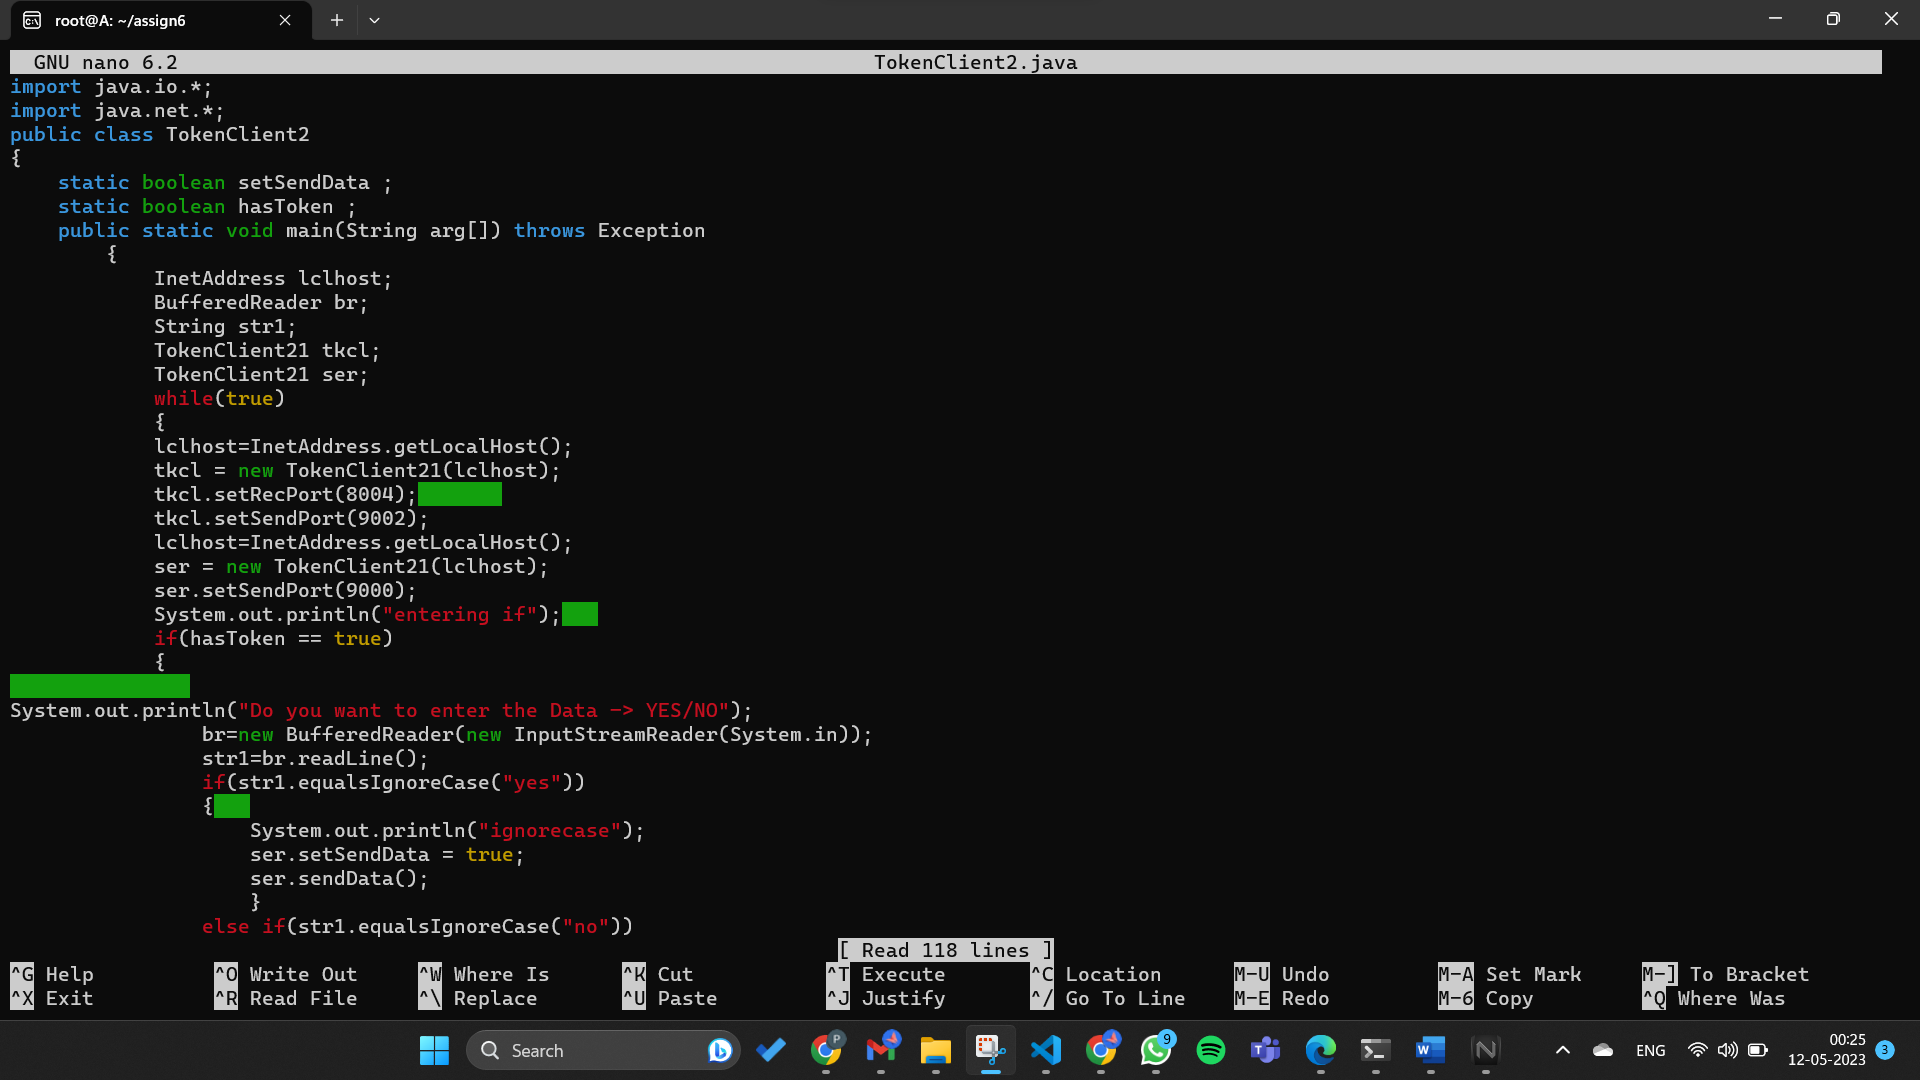 root@A: ~/assign6
GNU nano 6.2 TokenClient2.java
import java.io.*;
import java.net.*;
public class TokenClient2
{
static boolean setSendData ;
static boolean hasToken ;
public static void main(String arg[]) throws Exception
{
InetAddress lclhost;
BufferedReader br;
String str1;
TokenClient21 tkcl;
TokenClient21 ser;
while(true)
{
lclhost=InetAddress.getLocalHost();
tkcl = new TokenClient21(lclhost);
tkcl.setRecPort(8004);
tkcl.setSendPort(9002);
lclhost=InetAddress.getLocalHost();
ser = new TokenClient21(lclhost);
ser.setSendPort(9000);
System.out.println("entering if");
if(hasToken == true)
{
System.out.println("Do you want to enter the Data -> YES/NO");
br=new BufferedReader(new InputStreamReader(System.in));
str1=br.readLine();
if(str1.equalsIgnoreCase("yes"))
{
System.out.println("ignorecase");
ser.setSendData = true;
ser.sendData();
}
else if(str1.equalsIgnoreCase("no"))
[ Read 118 lines ]
^G Help ^O Write Out ^W Where Is ^K Cut ^T Execute ^C Location M-U Undo M-A Set Mark M-] To Bracket
^X Exit ^R Read File ^\ Replace ^U Paste ^J Justify ^/ Go To Line M-E Redo M-6 Copy ^Q Where Was
Search P 9 ENG 00:25 3
12-05-2023